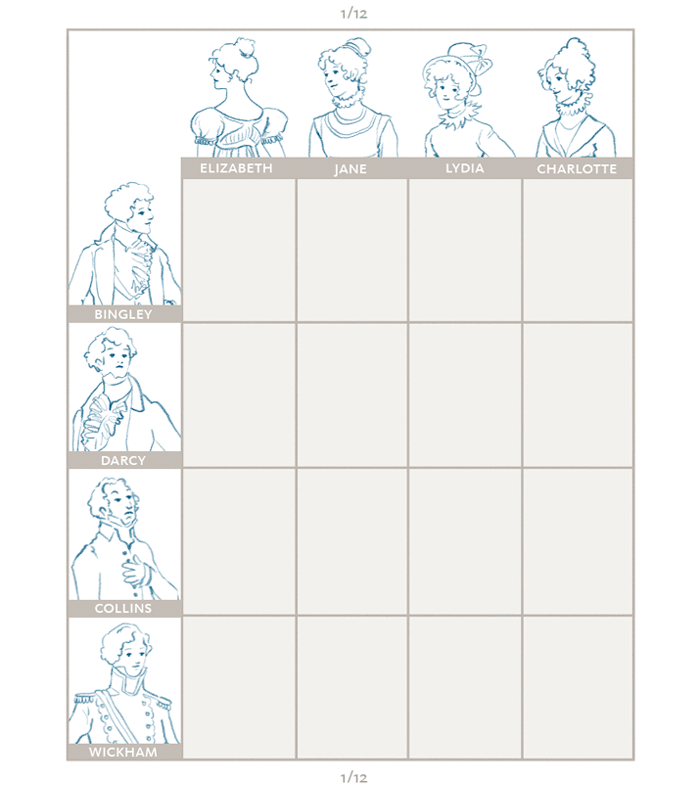 1/12
ELIZABETH JANE LYDIA CHARLOTTE
BINGLEY
DARCY
COLLINS
WICKHAM
1/12